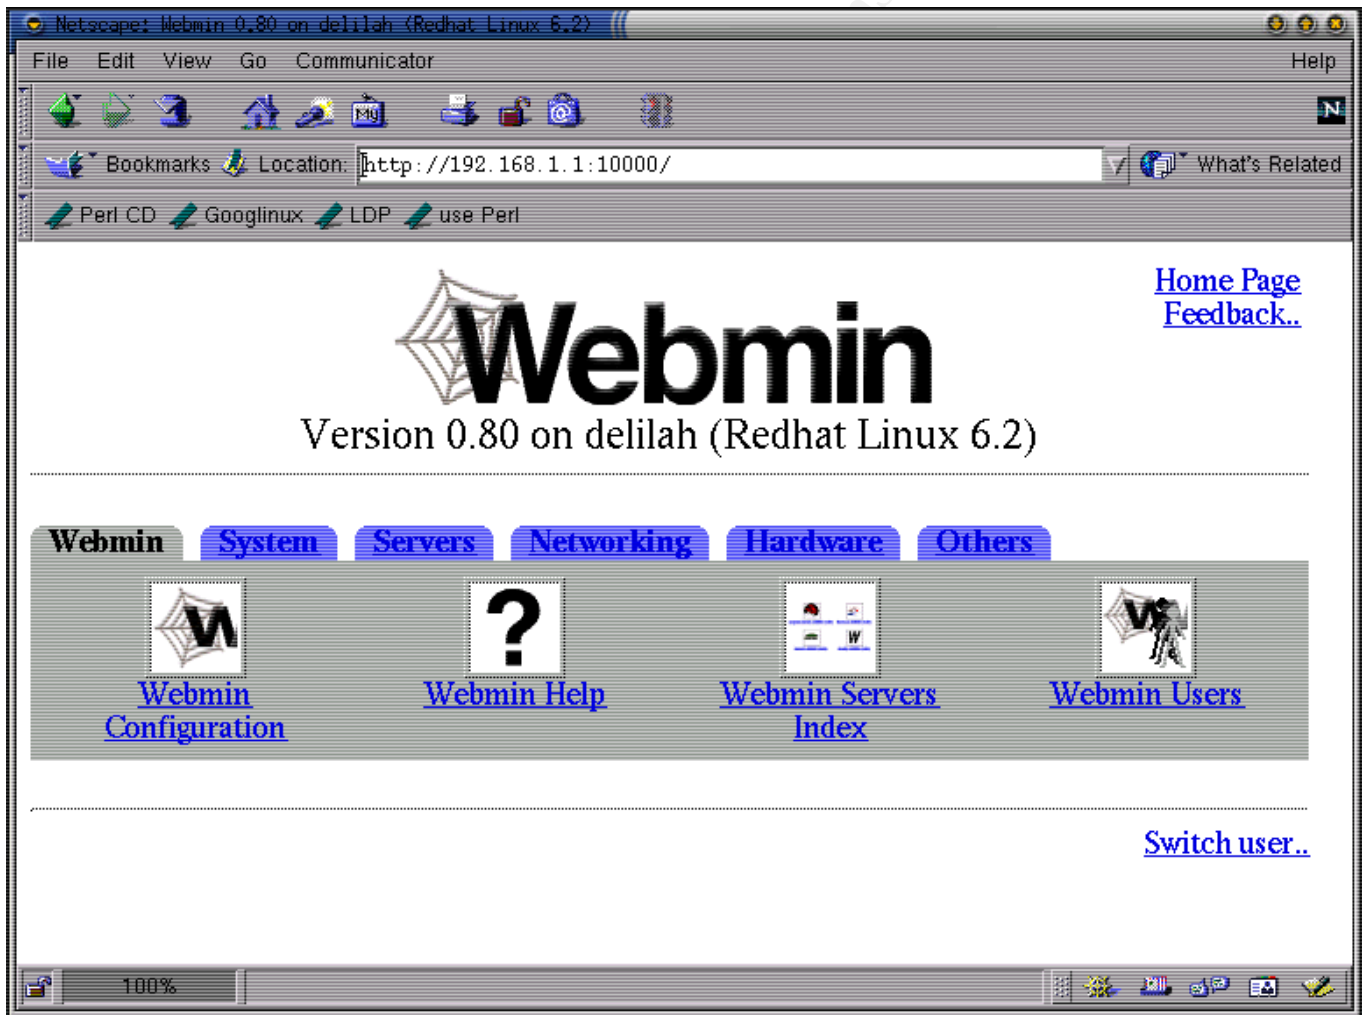 Netscape: Webmin 0.80 on delilah (Redhat Linux 6.2)
File Edit View Go Communicator Help
My
N
Bookmarks Location: http://192.168.1.1:10000/ What's Related
Perl CD Googlinux LDP use Perl
Home Page
Feedback..
Webmin
Version 0.80 on delilah (Redhat Linux 6.2)
Webmin System Servers Networking Hardware Others
W ? W W
Webmin Configuration
Webmin Help
Webmin Servers Index
Webmin Users
Switch user..
100%